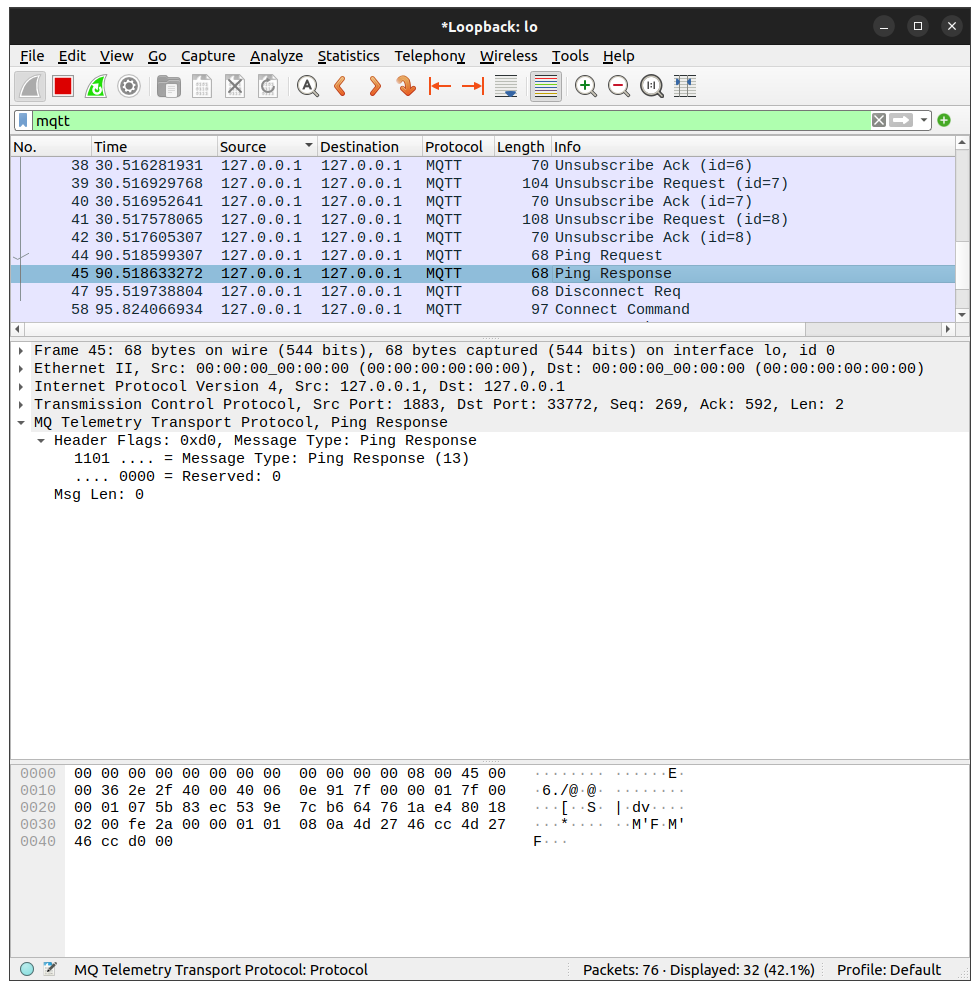 *Loopback: lo
File Edit View Go Capture Analyze Statistics Telephony Wireless Tools Help
mqtt
No. Time Source Destination Protocol Length Info
38 30.516281931 127.0.0.1 127.0.0.1 MQTT 70 Unsubscribe Ack (id=6)
39 30.516929768 127.0.0.1 127.0.0.1 MQTT 104 Unsubscribe Request (id=7)
40 30.516952641 127.0.0.1 127.0.0.1 MQTT 70 Unsubscribe Ack (id=7)
41 30.517578065 127.0.0.1 127.0.0.1 MQTT 108 Unsubscribe Request (id=8)
42 30.517605307 127.0.0.1 127.0.0.1 MQTT 70 Unsubscribe Ack (id=8)
44 90.518599307 127.0.0.1 127.0.0.1 MQTT 68 Ping Request
45 90.518633272 127.0.0.1 127.0.0.1 MQTT 68 Ping Response
47 95.519738804 127.0.0.1 127.0.0.1 MQTT 68 Disconnect Req
58 95.824066934 127.0.0.1 127.0.0.1 MQTT 97 Connect Command
Frame 45: 68 bytes on wire (544 bits), 68 bytes captured (544 bits) on interface lo, id 0
Ethernet II, Src: 00:00:00_00:00:00 (00:00:00:00:00:00), Dst: 00:00:00_00:00:00 (00:00:00:00:00:00)
Internet Protocol Version 4, Src: 127.0.0.1, Dst: 127.0.0.1
Transmission Control Protocol, Src Port: 1883, Dst Port: 33772, Seq: 269, Ack: 592, Len: 2
MQ Telemetry Transport Protocol, Ping Response
Header Flags: 0xd0, Message Type: Ping Response
1101 .... = Message Type: Ping Response (13)
.... 0000 = Reserved: 0
Msg Len: 0
0000 00 00 00 00 00 00 00 00 00 00 00 00 08 00 45 00 ········ ······E·
0010 00 36 2e 2f 40 00 40 06 0e 91 7f 00 00 01 7f 00 ·6./@·@· ········
0020 00 01 07 5b 83 ec 53 9e 7c b6 64 76 1a e4 80 18 ···[··S· |·dv····
0030 02 00 fe 2a 00 00 01 01 08 0a 4d 27 46 cc 4d 27 ···*···· ··M'F·M'
0040 46 cc d0 00 F···
MQ Telemetry Transport Protocol: Protocol Packets: 76 · Displayed: 32 (42.1%) Profile: Default